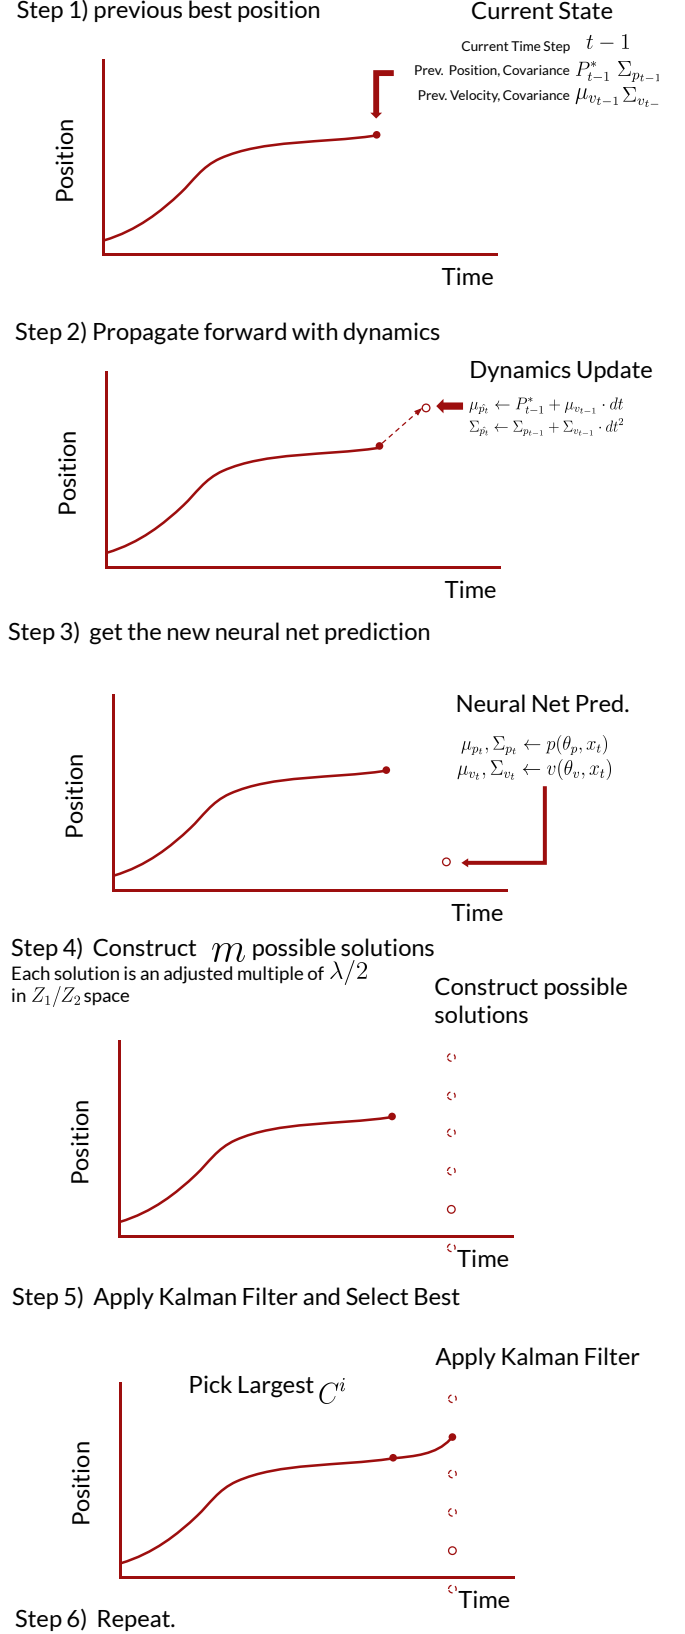 Step 1) previous best position
Current State
Current Time Step t − 1
Prev. Position, Covariance P*_{t−1} Σ_{p_{t−1}}
Prev. Velocity, Covariance μ_{v_{t−1}} Σ_{v_{t−}}
Position
Time
Step 2) Propagate forward with dynamics
Dynamics Update
μ_{p̂_t} ← P*_{t−1} + μ_{v_{t−1}} · dt
Σ_{p̂_t} ← Σ_{p_{t−1}} + Σ_{v_{t−1}} · dt²
Position
Time
Step 3) get the new neural net prediction
Neural Net Pred.
μ_{p_t}, Σ_{p_t} ← p(θ_p, x_t)
μ_{v_t}, Σ_{v_t} ← v(θ_v, x_t)
Position
Time
Step 4) Construct m possible solutions
Each solution is an adjusted multiple of λ/2
in Z₁/Z₂ space
Construct possible
solutions
Position
Time
Step 5) Apply Kalman Filter and Select Best
Apply Kalman Filter
Pick Largest C^i
Position
Time
Step 6) Repeat.